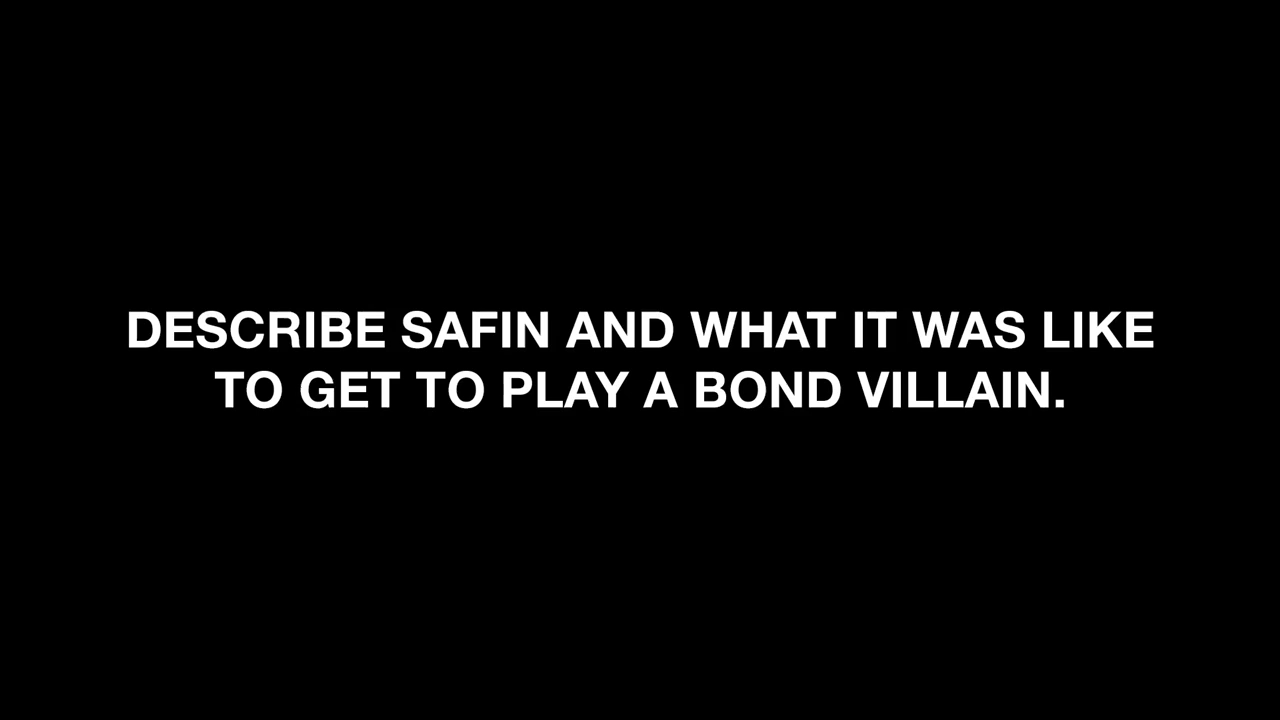 DESCRIBE SAFIN AND WHAT IT WAS LIKE
TO GET TO PLAY A BOND VILLAIN.